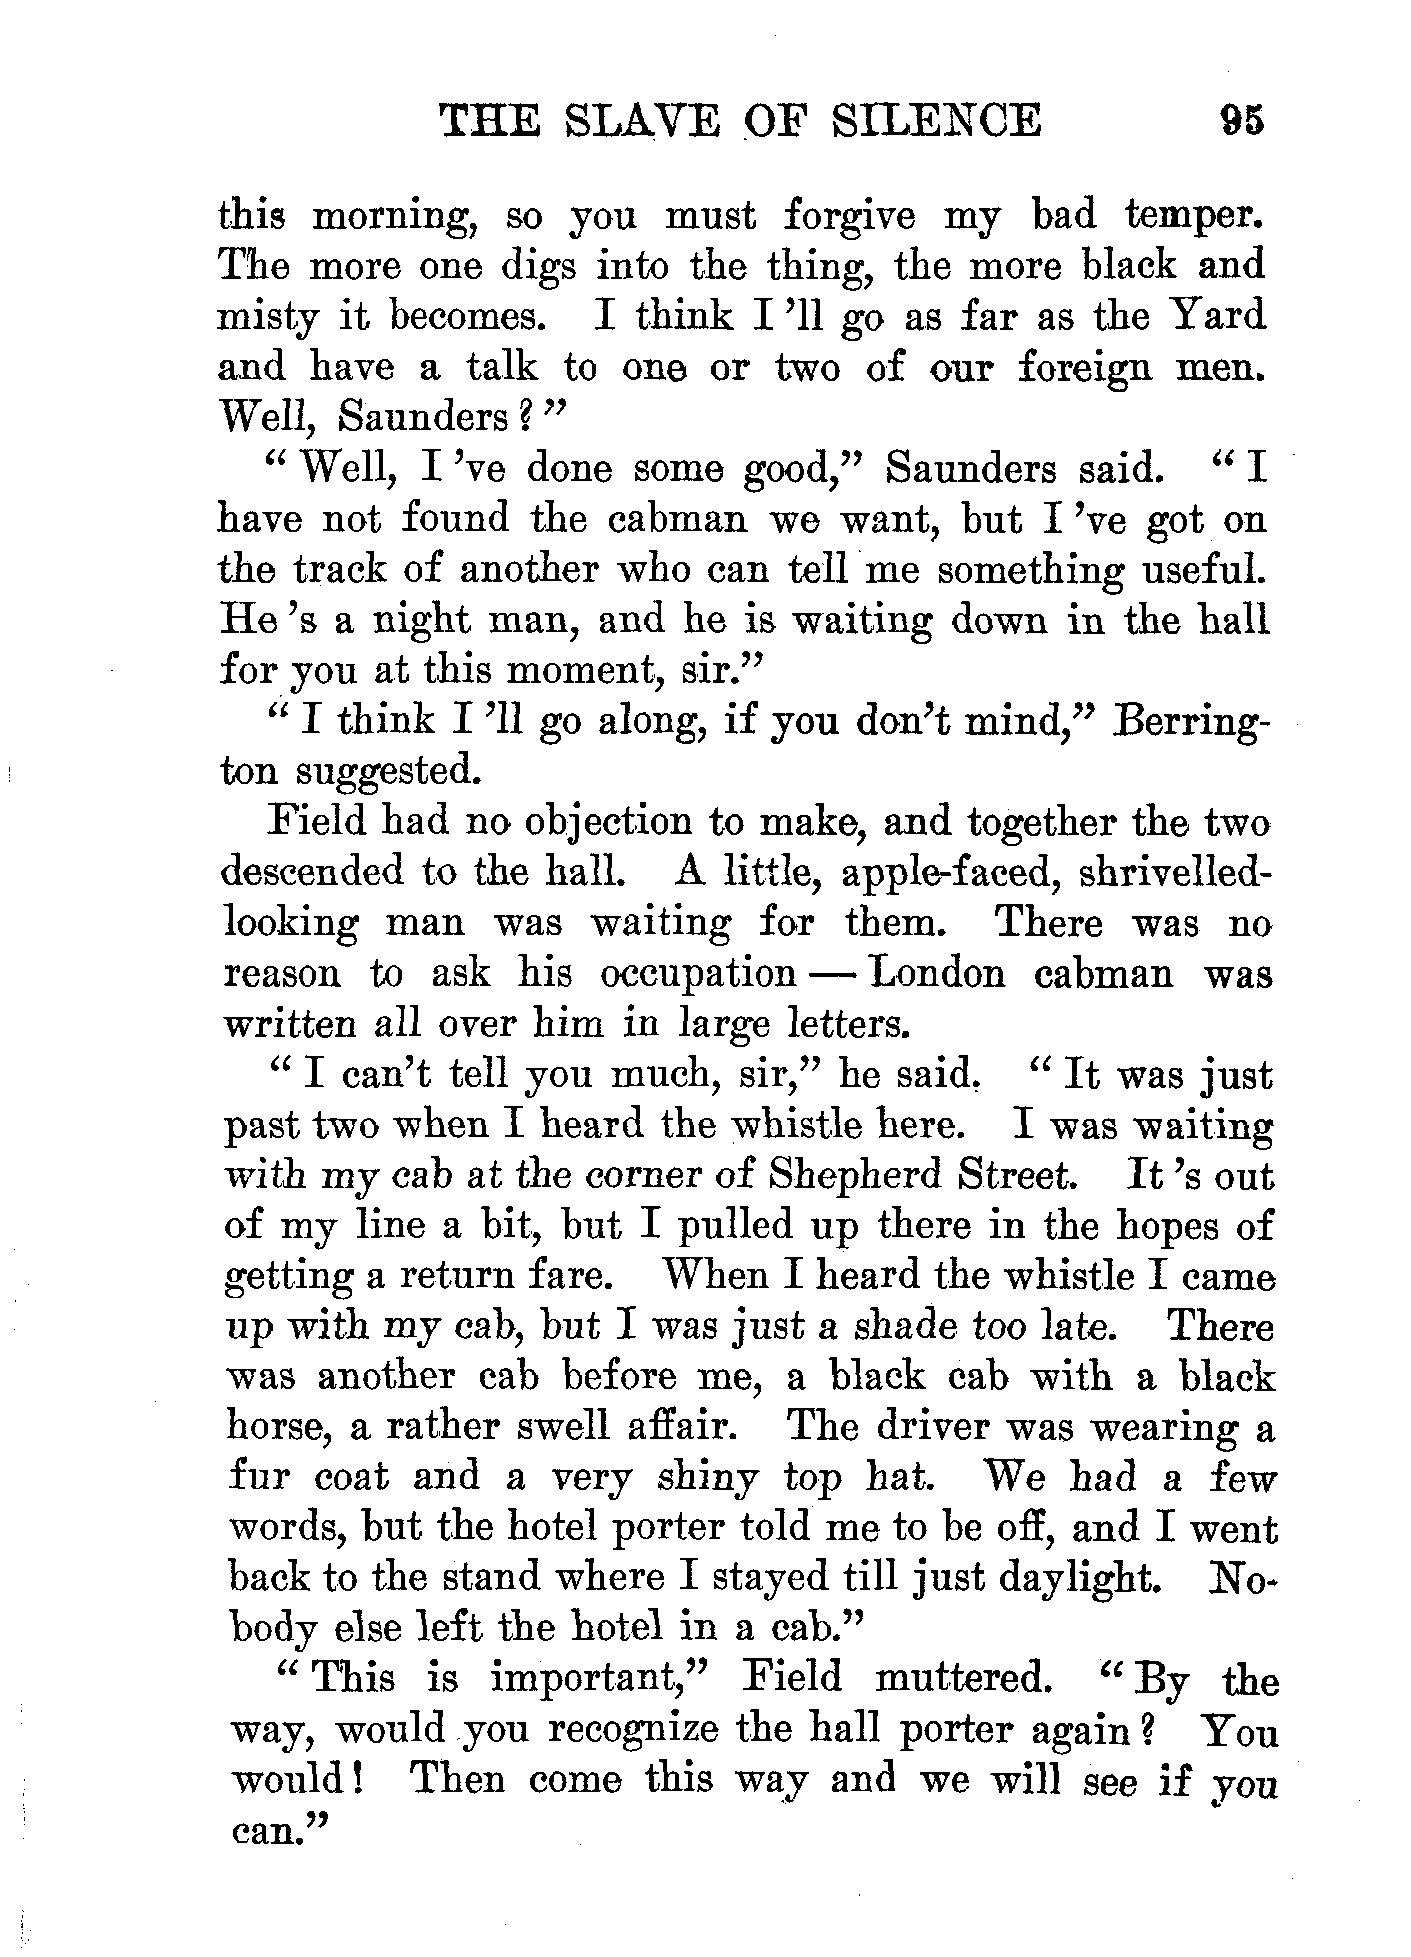 THE SLAVE OF SILENCE 95
this morning, so you must forgive my bad temper.
The more one digs into the thing, the more black and
misty it becomes. I think I 'll go as far as the Yard
and have a talk to one or two of our foreign men.
Well, Saunders?"
"Well, I 've done some good," Saunders said. "I
have not found the cabman we want, but I 've got on
the track of another who can tell me something useful.
He 's a night man, and he is waiting down in the hall
for you at this moment, sir."
"I think I 'll go along, if you don't mind," Berring-
ton suggested.
Field had no objection to make, and together the two
descended to the hall. A little, apple-faced, shrivelled-
looking man was waiting for them. There was no
reason to ask his occupation — London cabman was
written all over him in large letters.
"I can't tell you much, sir," he said. "It was just
past two when I heard the whistle here. I was waiting
with my cab at the corner of Shepherd Street. It 's out
of my line a bit, but I pulled up there in the hopes of
getting a return fare. When I heard the whistle I came
up with my cab, but I was just a shade too late. There
was another cab before me, a black cab with a black
horse, a rather swell affair. The driver was wearing a
fur coat and a very shiny top hat. We had a few
words, but the hotel porter told me to be off, and I went
back to the stand where I stayed till just daylight. No-
body else left the hotel in a cab."
"This is important," Field muttered. "By the
way, would you recognize the hall porter again? You
would! Then come this way and we will see if you
can."